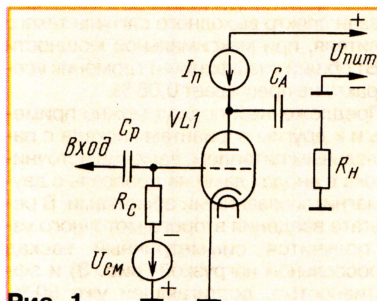 +
Iп
Uпит
CА
VL1
Вход
Cр
Rс
Rн
Uсм
+
Рис. 1